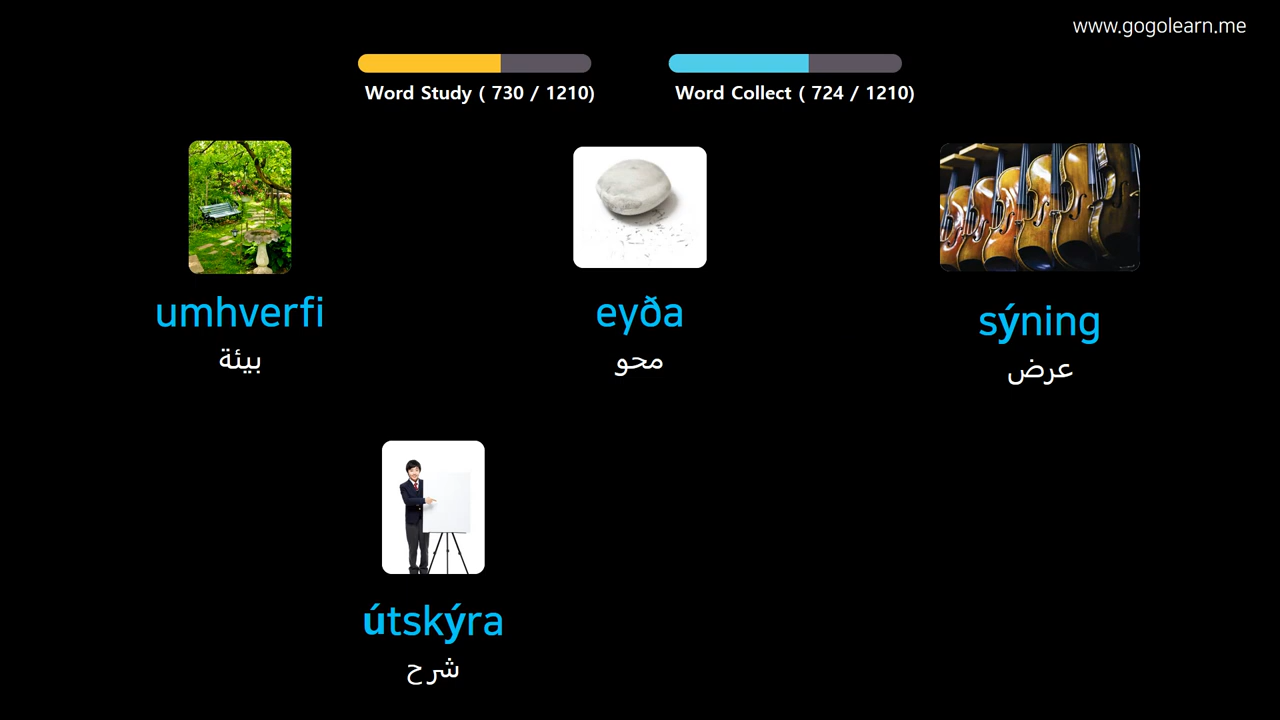 www.gogolearn.me
Word Study ( 730 / 1210)
Word Collect ( 724 / 1210)
umhverfi
بيئة
eyða
محو
sýning
عرض
útskýra
شرح